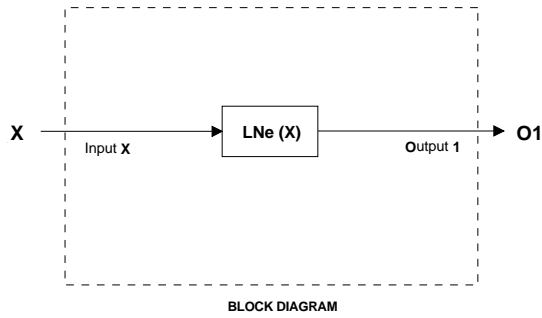 X
Input X
LNe (X)
Output 1
O1
BLOCK DIAGRAM